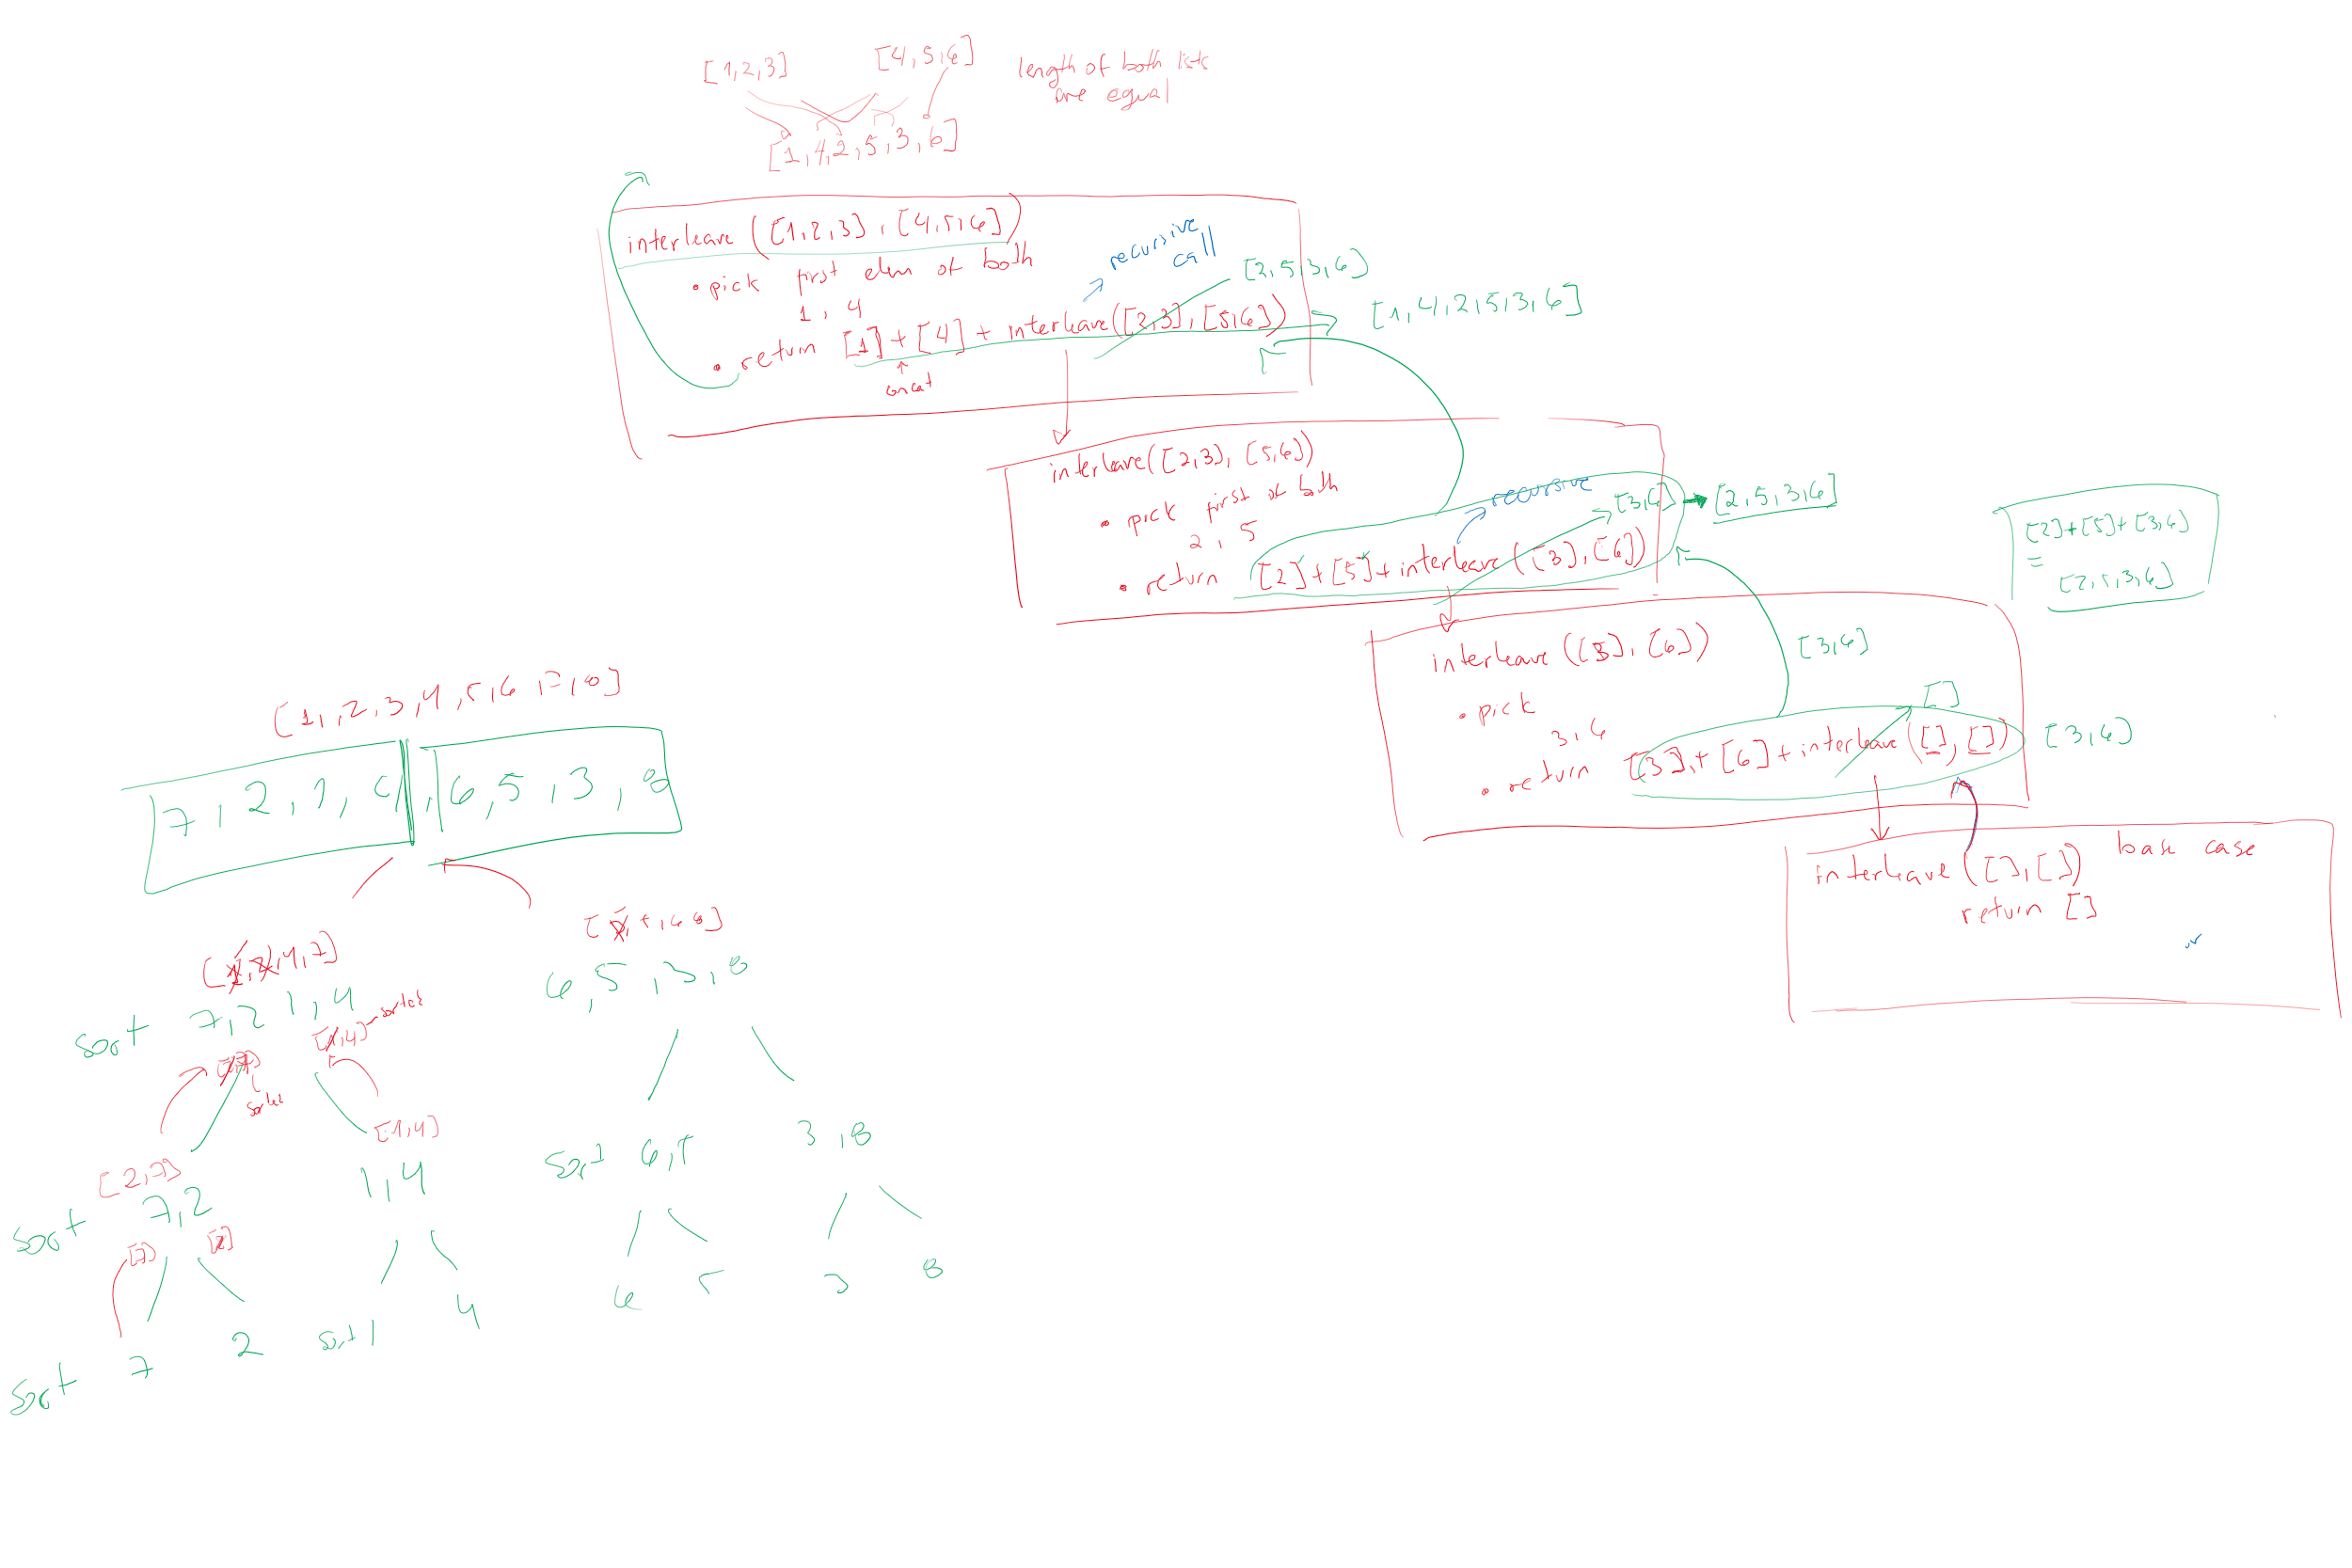 [1,2,3] [4,5,6] length of both lists
are equal
[1,4,2,5,3,6]
interleave ([1,2,3], [4,5,6])
• pick first elem of both
1, 4
• return [1] + [4] + interleave([2,3], [5,6])
concat
recursive
call
[2,5,3,6]
[1,4,2,5,3,6]
interleave([2,3], [5,6])
• pick first of both
2, 5
• return [2]+[5]+interleave([3],[6])
recursive
[3,6]
[2,5,3,6]
[2]+[5]+[3,6]
=
[2,5,3,6]
interleave([3], [6])
• pick
3, 6
• return [3]+[6]+interleave([], [])
[3,6]
[]
[3,6]
interleave([],[]) base case
return []
[1,2,3,4,5,6,7,8]
7, 2, 1, 4, 6, 5, 3, 8
[1,2,4,7]
sort 7,2 1,4
[1,4] sorted
6,5,3,8
[1,4]
[2,7]
sort 7,2
1,4
sort 6,5
3,8
[7] [2]
sort 7
2
sort 1
4
6
5
3
8